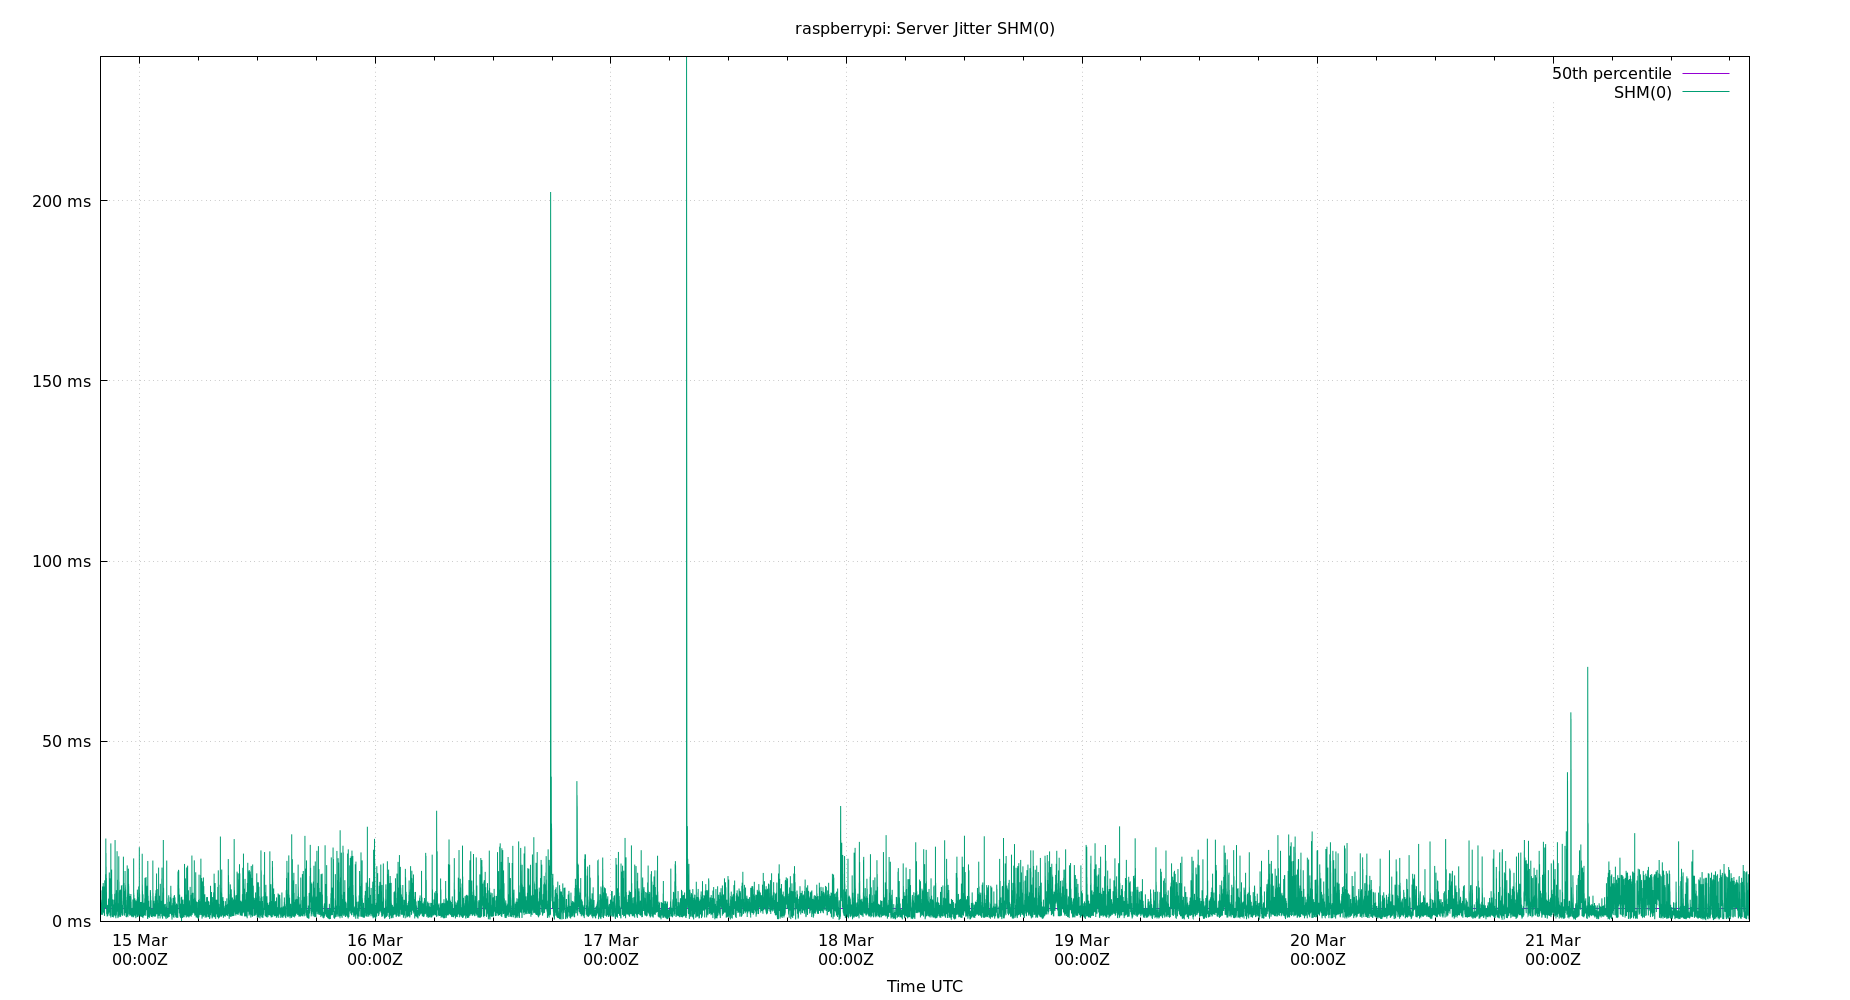 raspberrypi: Server Jitter SHM(0)
50th percentile
SHM(0)
200 ms
150 ms
100 ms
50 ms
0 ms
15 Mar 16 Mar 17 Mar 18 Mar 19 Mar 20 Mar 21 Mar
00:00Z 00:00Z 00:00Z 00:00Z 00:00Z 00:00Z 00:00Z
Time UTC